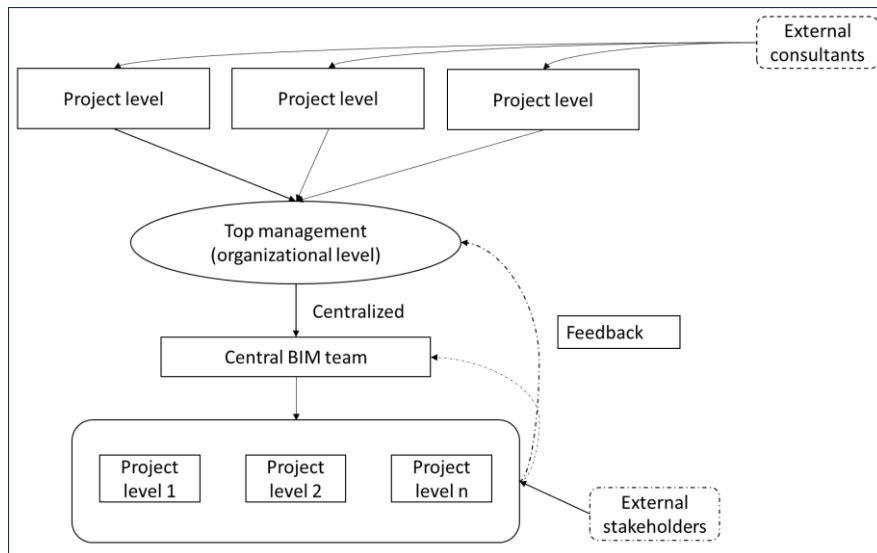 External
consultants
Project level
Project level
Project level
Top management
(organizational level)
Centralized
Feedback
Central BIM team
Project
level 1
Project
level 2
Project
level n
External
stakeholders